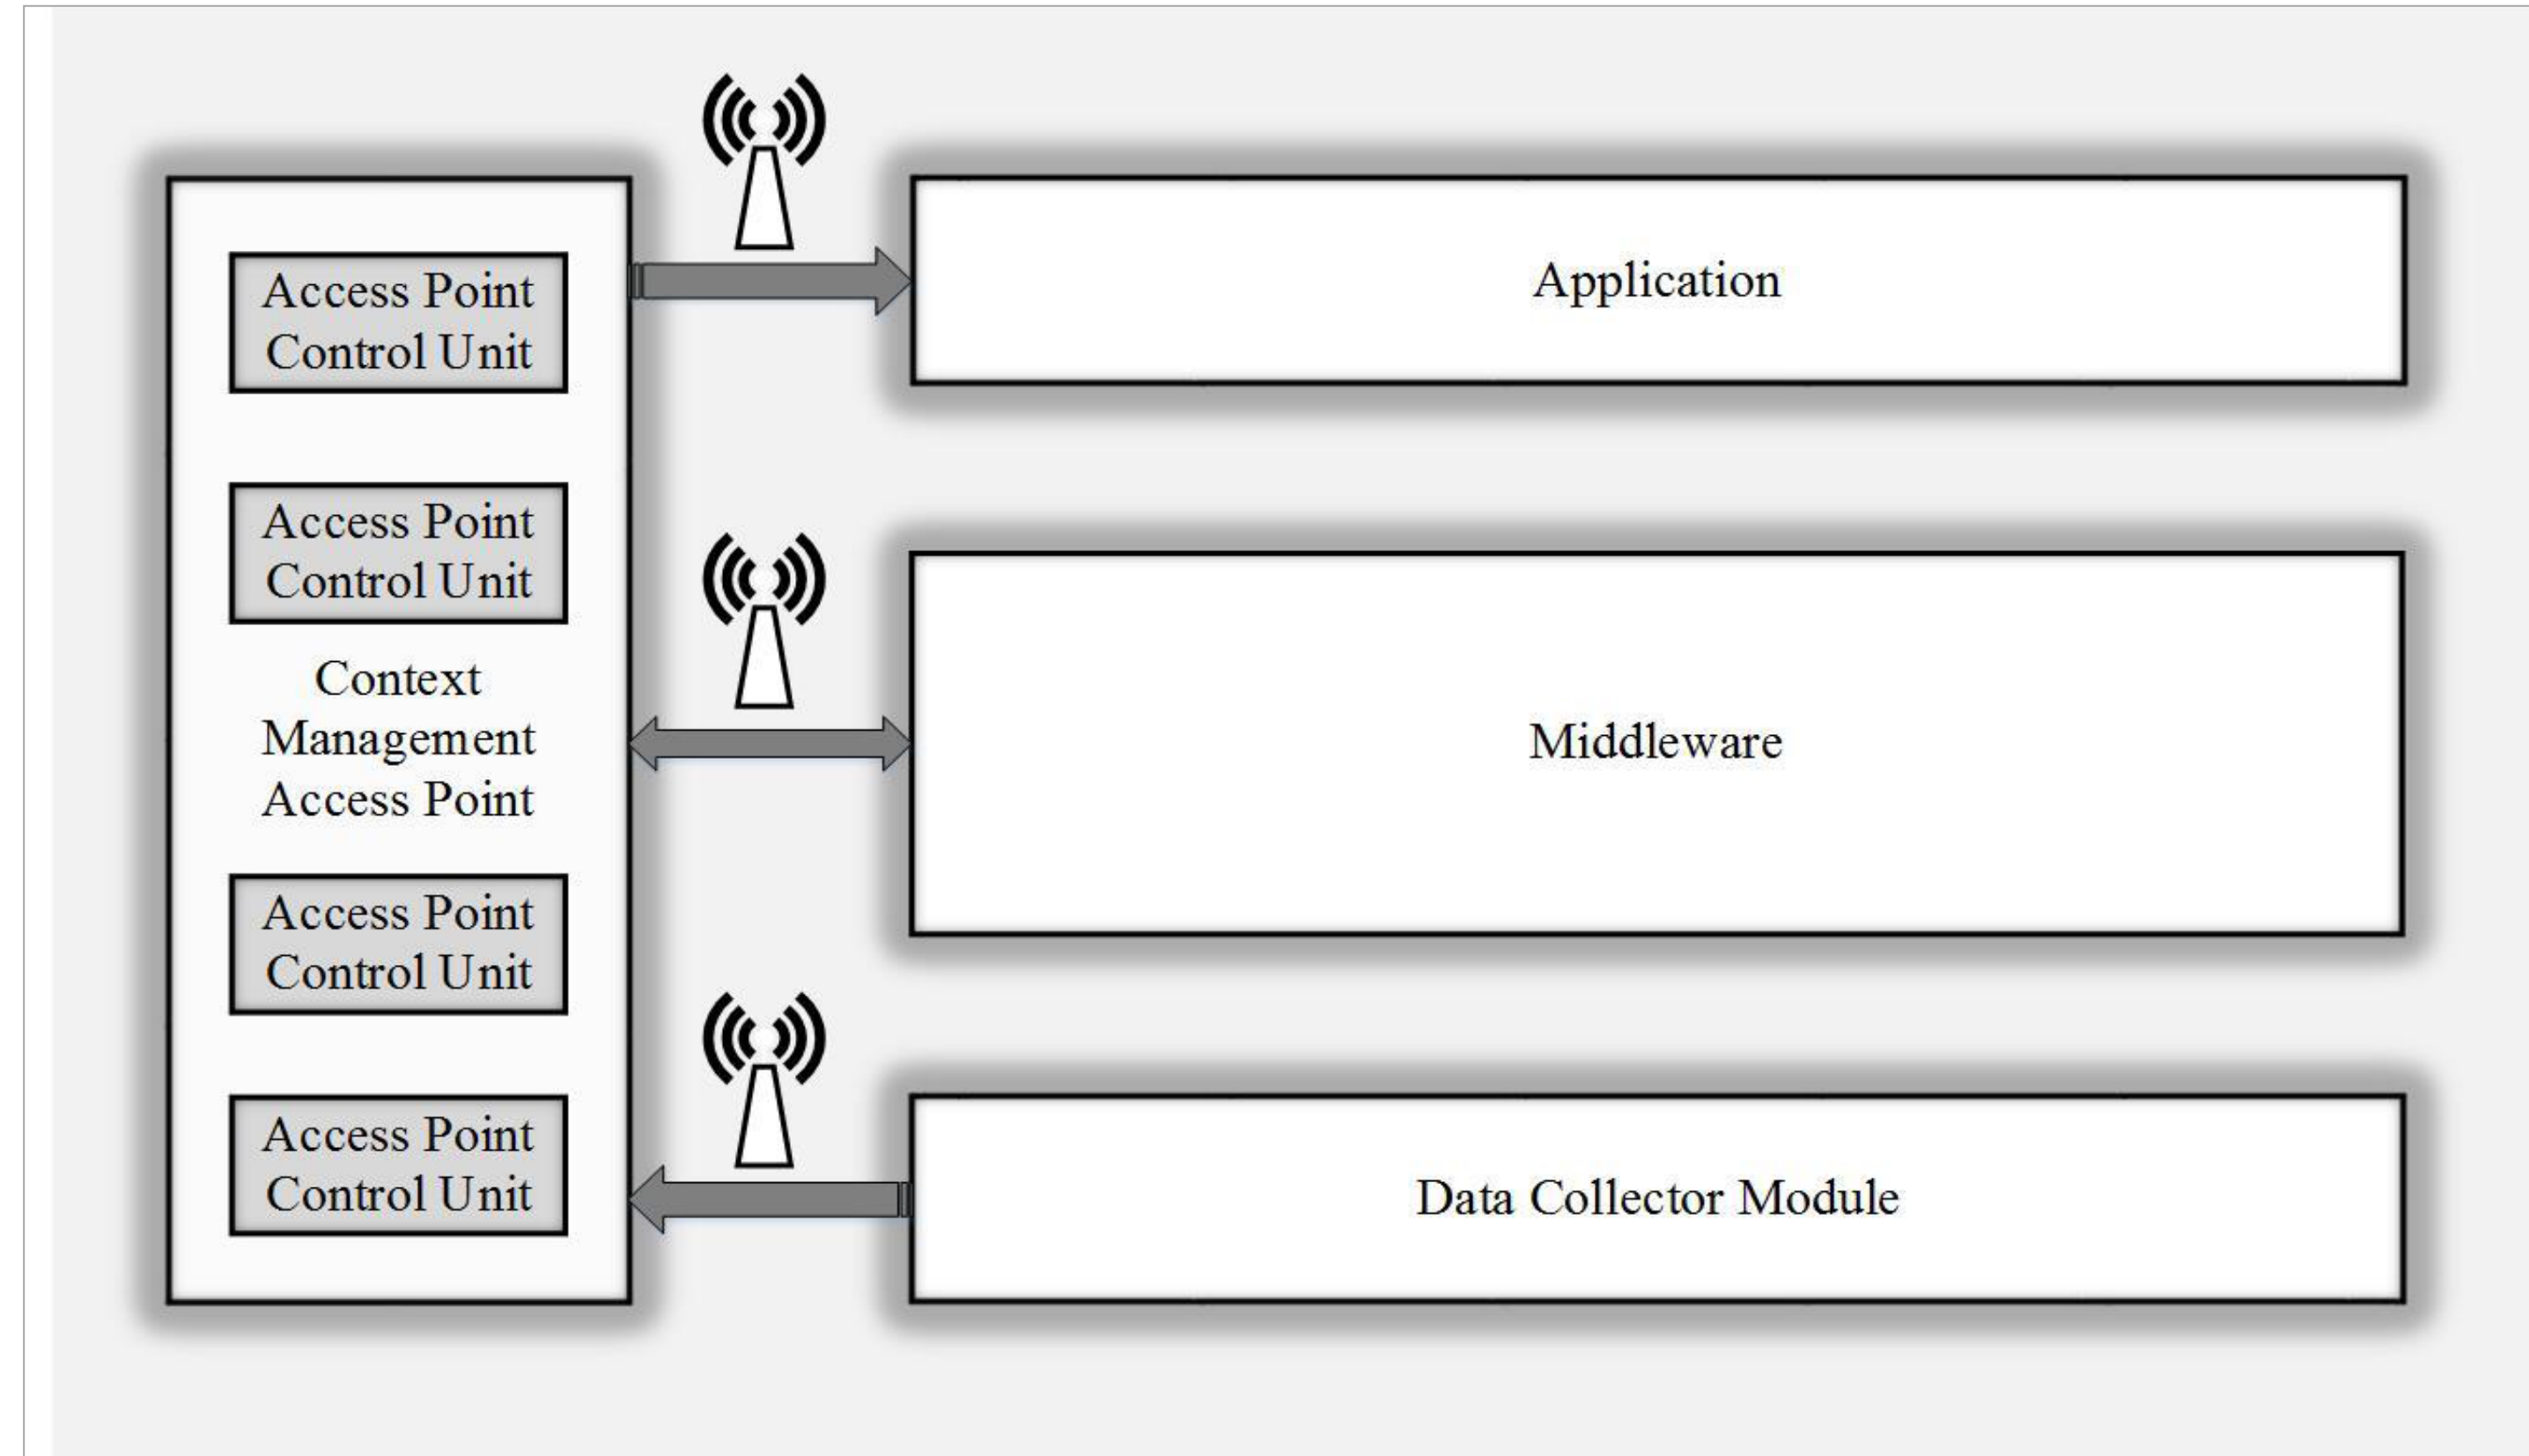 Access Point
Control Unit
Access Point
Control Unit
Context
Management
Access Point
Access Point
Control Unit
Access Point
Control Unit
Application
Middleware
Data Collector Module